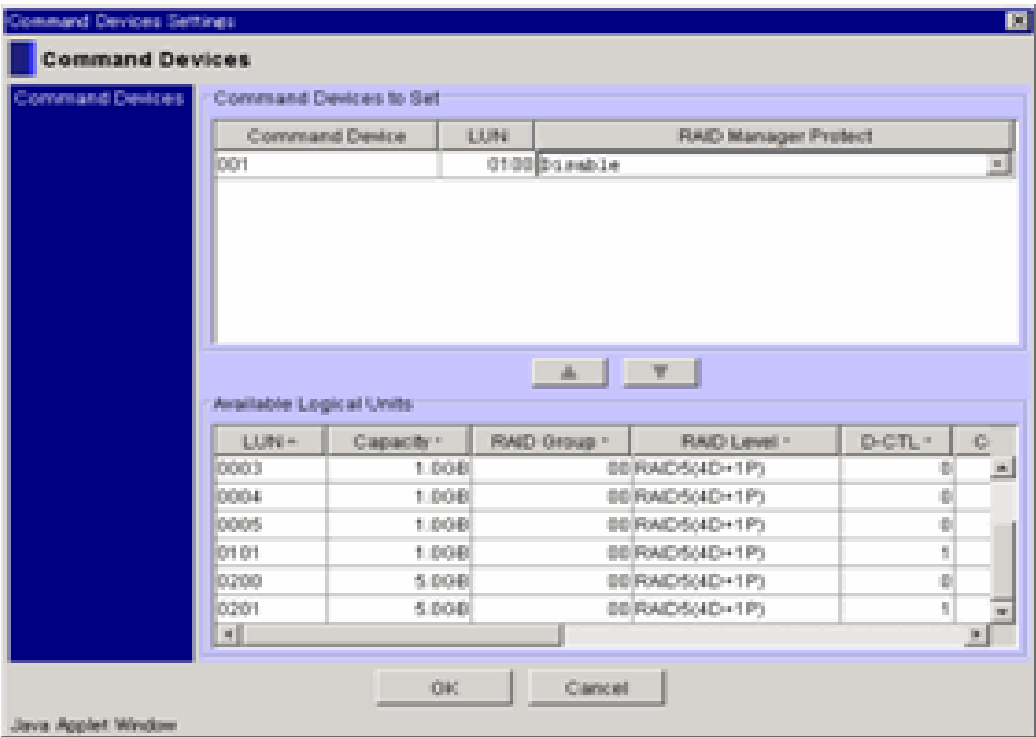 Command Devices Settings
Command Devices
Command Devices
Command Devices to Set
Command Device LUN RAID Manager Protect
001 0100 Disable
Available Logical Units
LUN Capacity RAID Group RAID Level D-CTL C-
0003 1.0GB 00 RAID5(4D+1P) 0
0004 1.0GB 00 RAID5(4D+1P) 0
0005 1.0GB 00 RAID5(4D+1P) 0
0101 1.0GB 00 RAID5(4D+1P) 1
0200 5.0GB 00 RAID5(4D+1P) 0
0201 5.0GB 00 RAID5(4D+1P) 1
OK Cancel
Java Applet Window